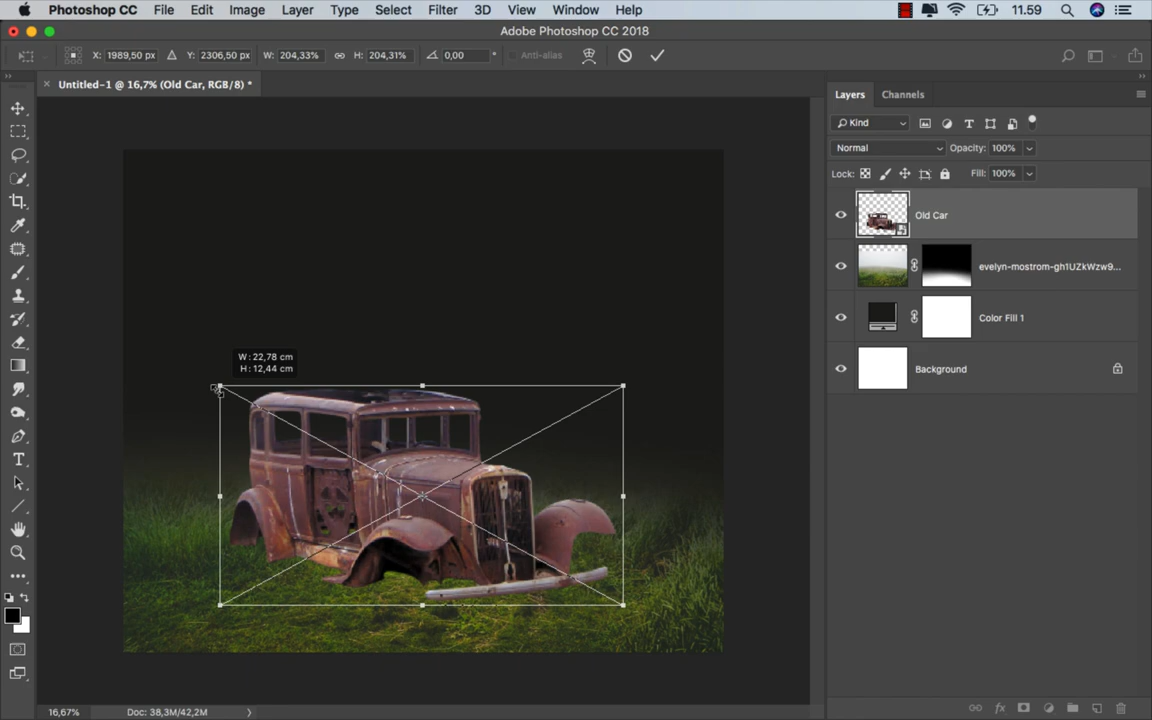 Photoshop CC File Edit Image Layer Type Select Filter 3D View Window Help 11.59
Adobe Photoshop CC 2018
X: 1989,50 px Y: 2306,50 px W: 204,33% H: 204,31% 0,00 ° Anti-alias
× Untitled-1 @ 16,7% (Old Car, RGB/8) *
Layers Channels
Kind
Normal Opacity: 100%
Lock: Fill: 100%
Old Car
evelyn-mostrom-gh1UZkWzw9...
Color Fill 1
Background
W: 22,78 cm
H: 12,44 cm
16,67% Doc: 38,3M/42,2M